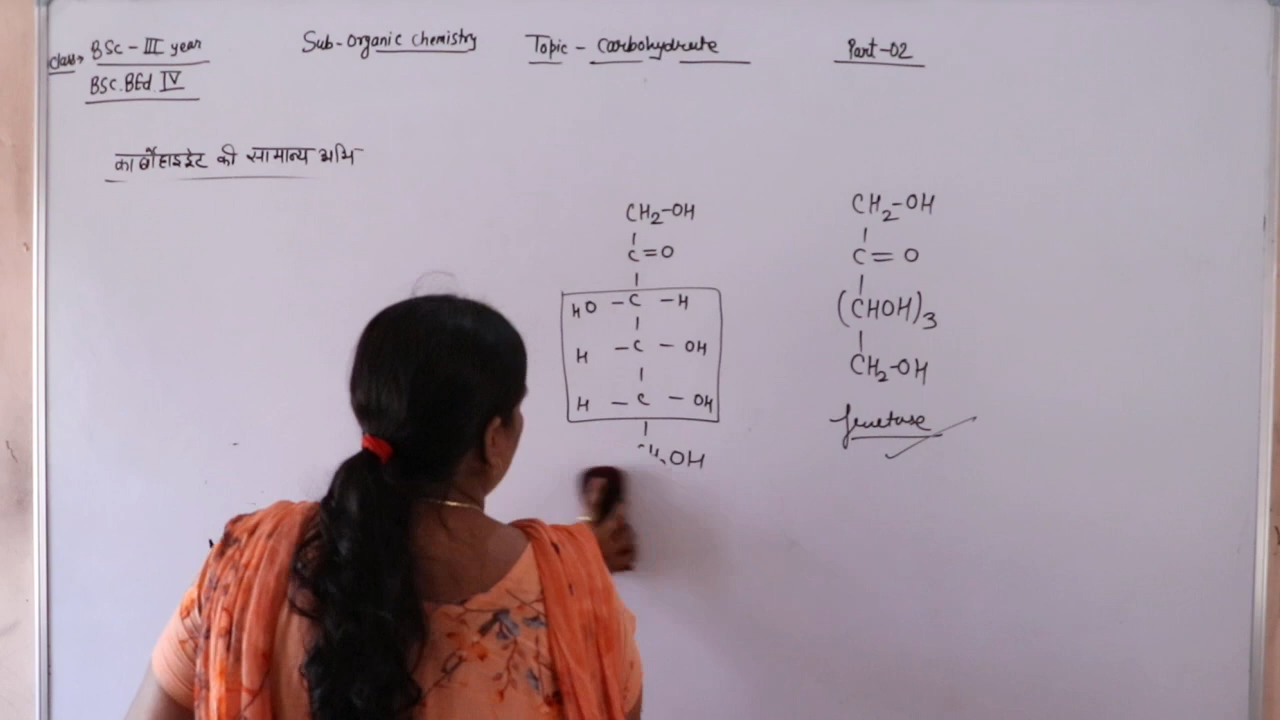 Class→ BSc - III year
BSc. BEd. IV
Sub-Organic Chemistry
Topic - Carbohydrate
Part-02
कार्बोहाइड्रेट की सामान्य अभि
CH2-OH
C=O
HO - C - H
H - C - OH
H - C - OH
OH
CH2-OH
C = O
(CHOH)3
CH2-OH
fructose